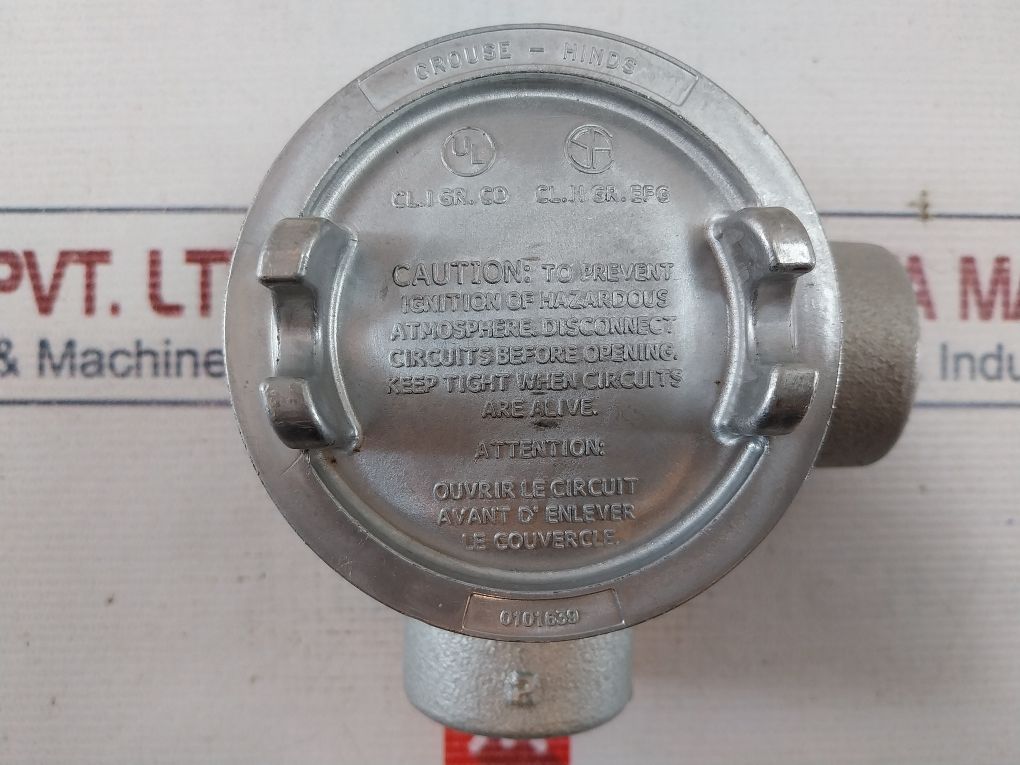 CROUSE - HINDS
UL SA
CL.I GR. CD CL.II GR. EFG
CAUTION: TO PREVENT
IGNITION OF HAZARDOUS
ATMOSPHERE. DISCONNECT
CIRCUITS BEFORE OPENING.
KEEP TIGHT WHEN CIRCUITS
ARE ALIVE.
ATTENTION:
OUVRIR LE CIRCUIT
AVANT D' ENLEVER
LE COUVERCLE.
0101639
PVT. LT
& Machine
A MA
Indu